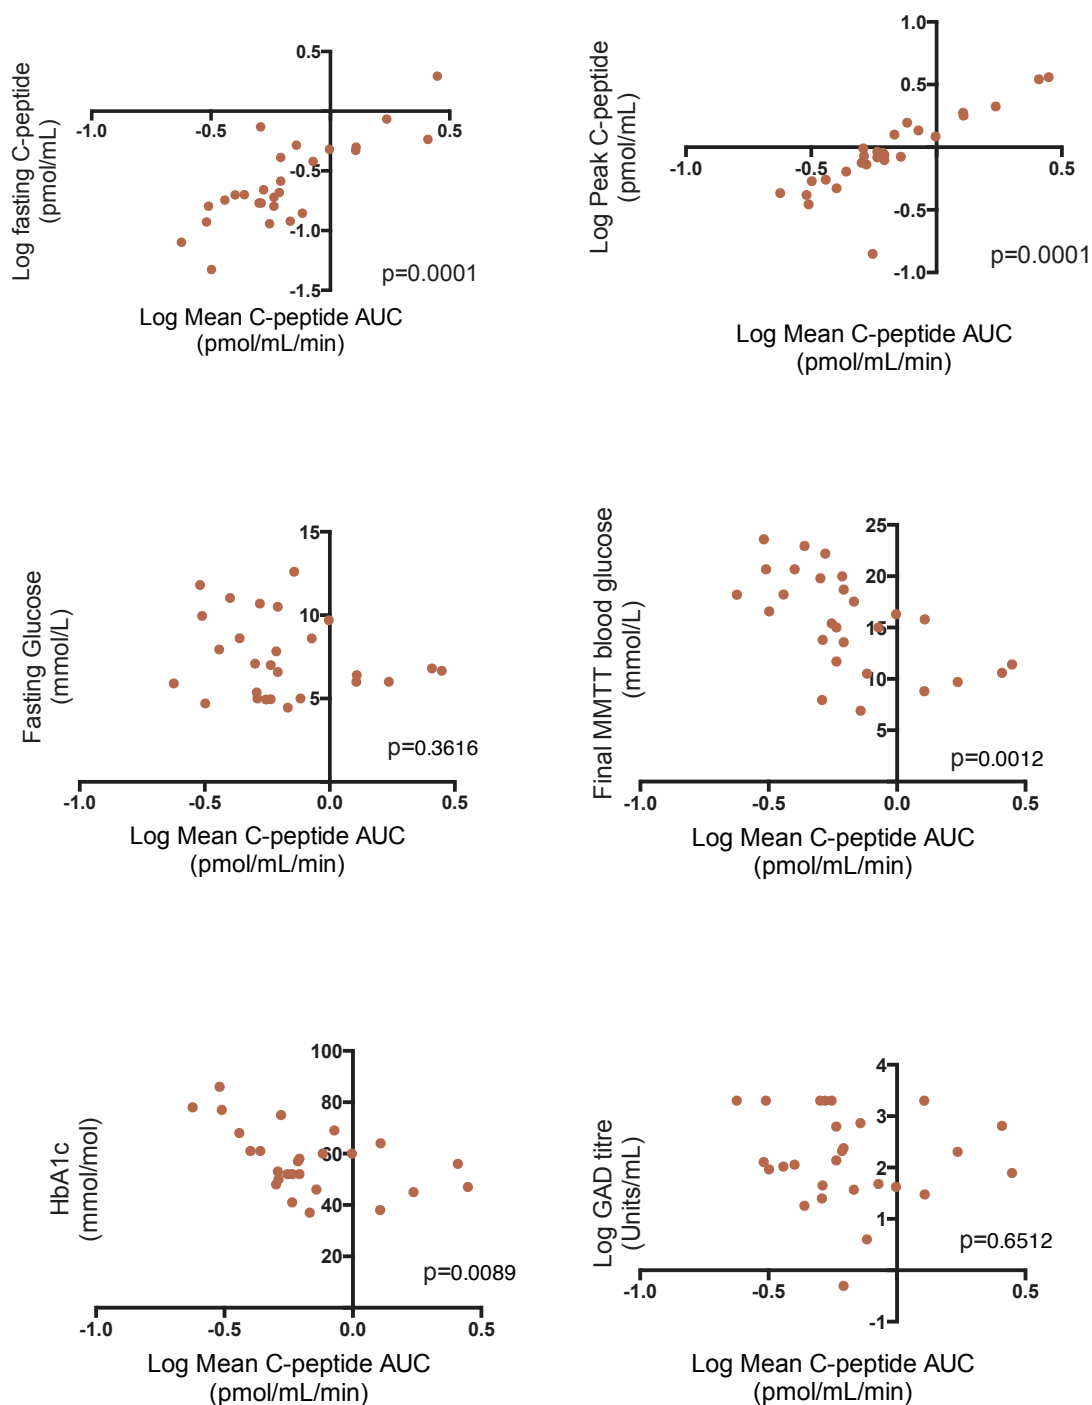 Log fasting C-peptide
(pmol/mL)
0.5
-1.0
-0.5
0.5
-0.5
-1.0
-1.5
p=0.0001
Log Mean C-peptide AUC
(pmol/mL/min)
Log Peak C-peptide
(pmol/mL)
1.0
0.5
-1.0
-0.5
0.5
-0.5
-1.0
p=0.0001
Log Mean C-peptide AUC
(pmol/mL/min)
Fasting Glucose
(mmol/L)
15
10
5
p=0.3616
-1.0
-0.5
0.0
0.5
Log Mean C-peptide AUC
(pmol/mL/min)
Final MMTT blood glucose
(mmol/L)
25
20
15
10
5
p=0.0012
-1.0
-0.5
0.0
0.5
Log Mean C-peptide AUC
(pmol/mL/min)
HbA1c
(mmol/mol)
100
80
60
40
20
p=0.0089
-1.0
-0.5
0.0
0.5
Log Mean C-peptide AUC
(pmol/mL/min)
Log GAD titre
(Units/mL)
4
3
2
1
p=0.6512
-1.0
-0.5
0.5
-1
Log Mean C-peptide AUC
(pmol/mL/min)